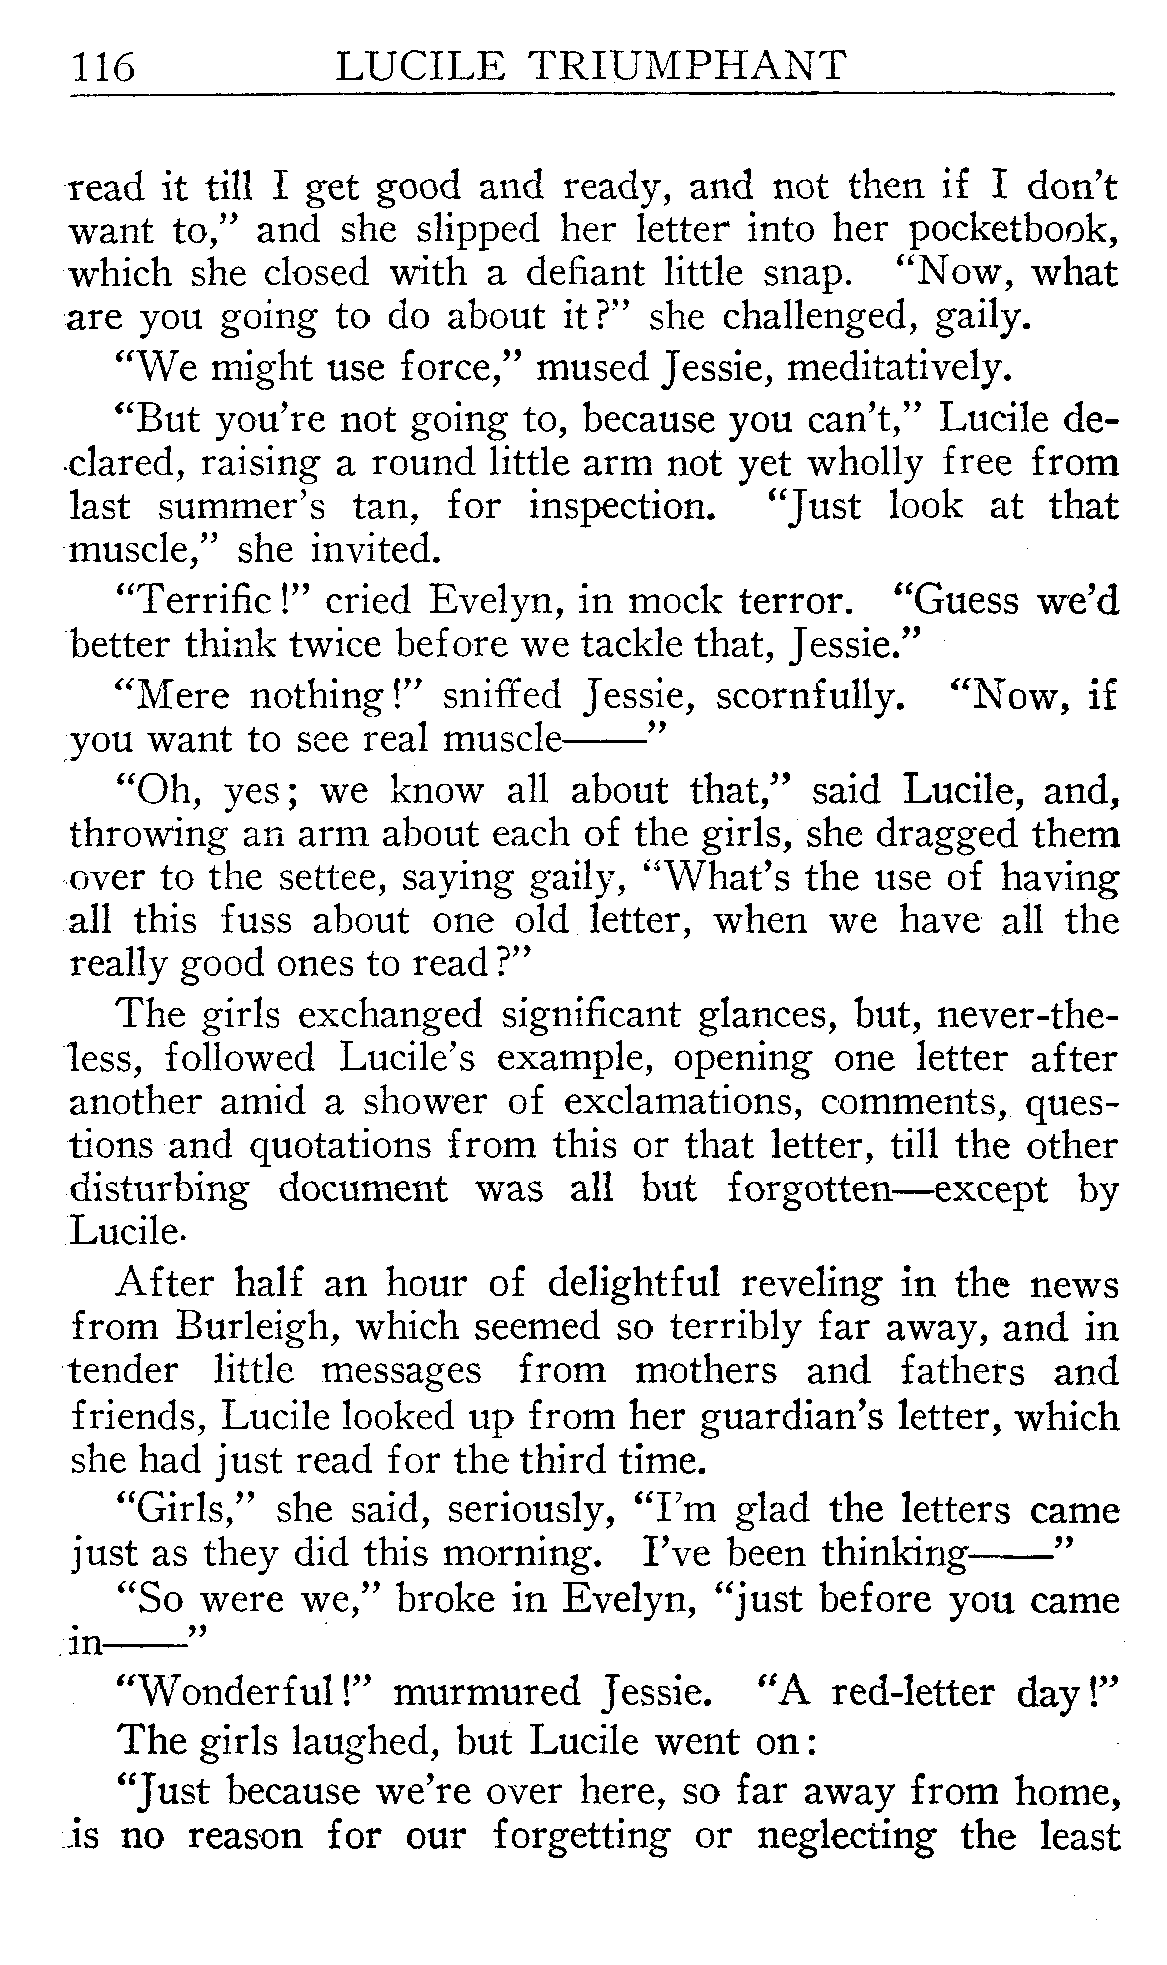 116 LUCILE TRIUMPHANT
read it till I get good and ready, and not then if I don't
want to," and she slipped her letter into her pocketbook,
which she closed with a defiant little snap. "Now, what
are you going to do about it?" she challenged, gaily.
"We might use force," mused Jessie, meditatively.
"But you're not going to, because you can't," Lucile de-
clared, raising a round little arm not yet wholly free from
last summer's tan, for inspection. "Just look at that
muscle," she invited.
"Terrific!" cried Evelyn, in mock terror. "Guess we'd
better think twice before we tackle that, Jessie."
"Mere nothing!" sniffed Jessie, scornfully. "Now, if
you want to see real muscle——"
"Oh, yes; we know all about that," said Lucile, and,
throwing an arm about each of the girls, she dragged them
over to the settee, saying gaily, "What's the use of having
all this fuss about one old letter, when we have all the
really good ones to read?"
The girls exchanged significant glances, but, never-the-
less, followed Lucile's example, opening one letter after
another amid a shower of exclamations, comments, ques-
tions and quotations from this or that letter, till the other
disturbing document was all but forgotten—except by
Lucile.
After half an hour of delightful reveling in the news
from Burleigh, which seemed so terribly far away, and in
tender little messages from mothers and fathers and
friends, Lucile looked up from her guardian's letter, which
she had just read for the third time.
"Girls," she said, seriously, "I'm glad the letters came
just as they did this morning. I've been thinking——"
"So were we," broke in Evelyn, "just before you came
in——"
"Wonderful!" murmured Jessie. "A red-letter day!"
The girls laughed, but Lucile went on:
"Just because we're over here, so far away from home,
is no reason for our forgetting or neglecting the least